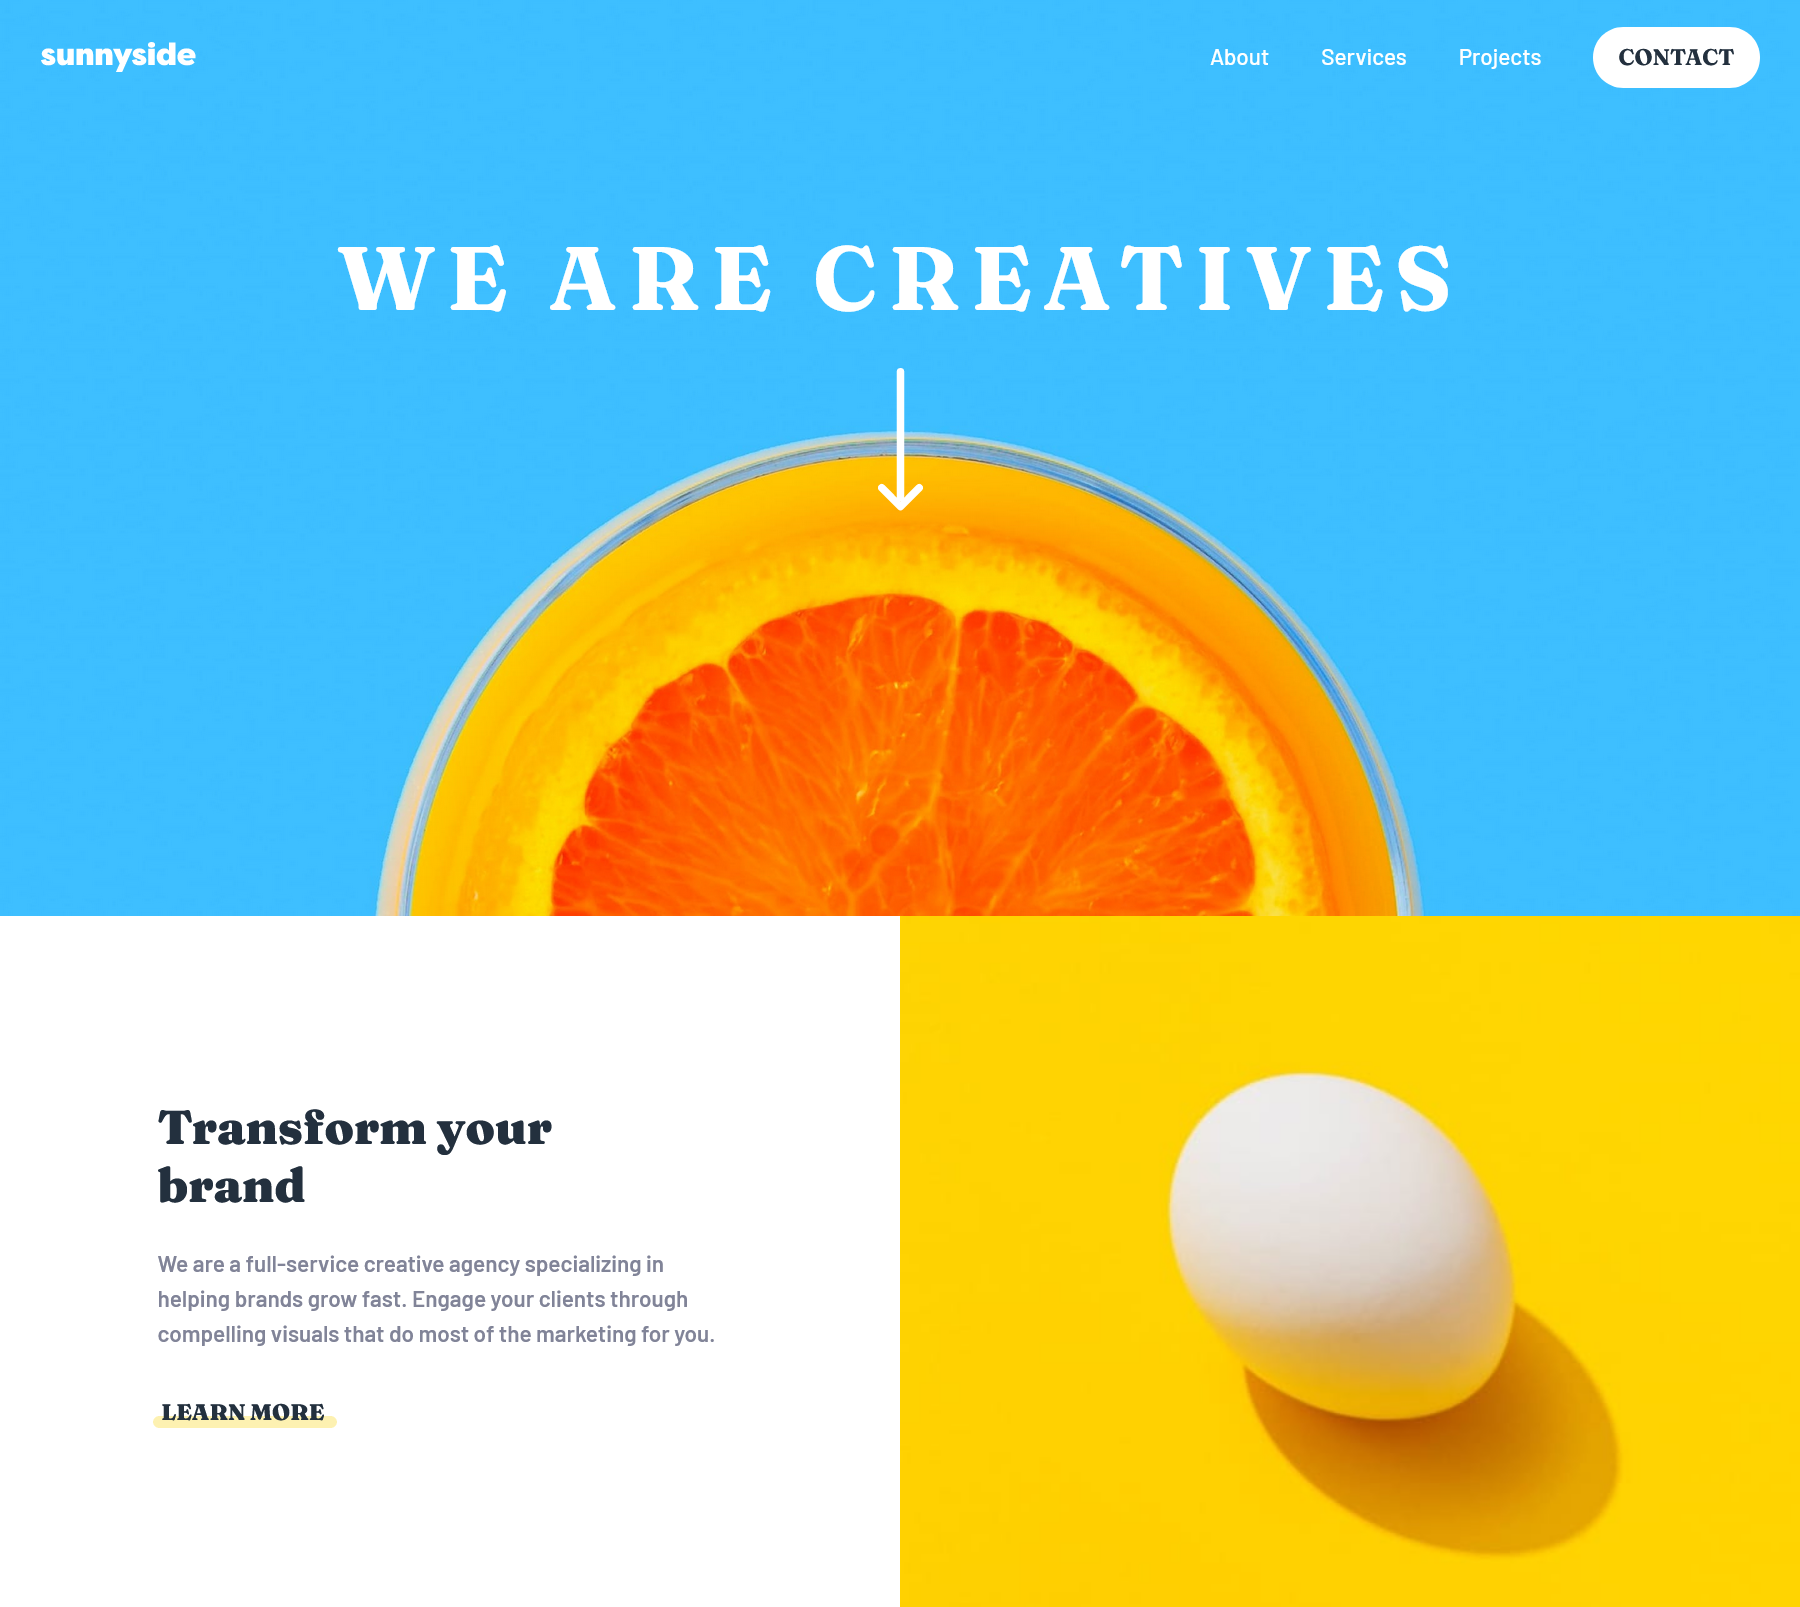 sunnyside
About Services Projects CONTACT
WE ARE CREATIVES
Transform your
brand
We are a full-service creative agency specializing in
helping brands grow fast. Engage your clients through
compelling visuals that do most of the marketing for you.
LEARN MORE